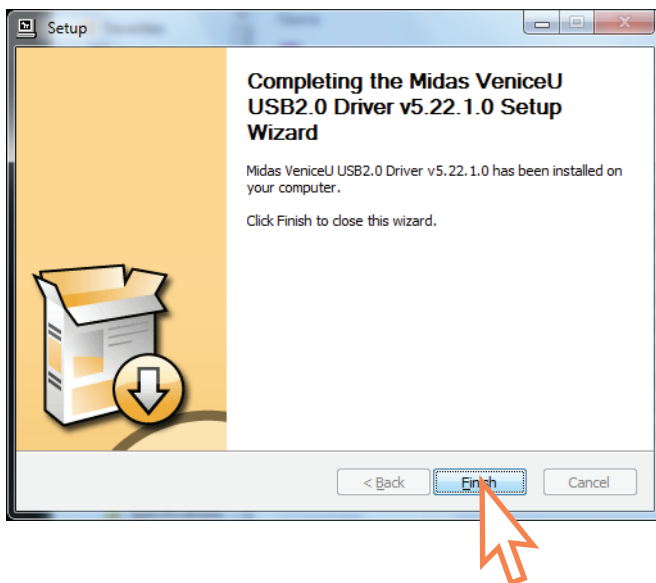 Setup
Completing the Midas VeniceU
USB2.0 Driver v5.22.1.0 Setup
Wizard
Midas VeniceU USB2.0 Driver v5.22.1.0 has been installed on
your computer.
Click Finish to close this wizard.
< Back Finish Cancel